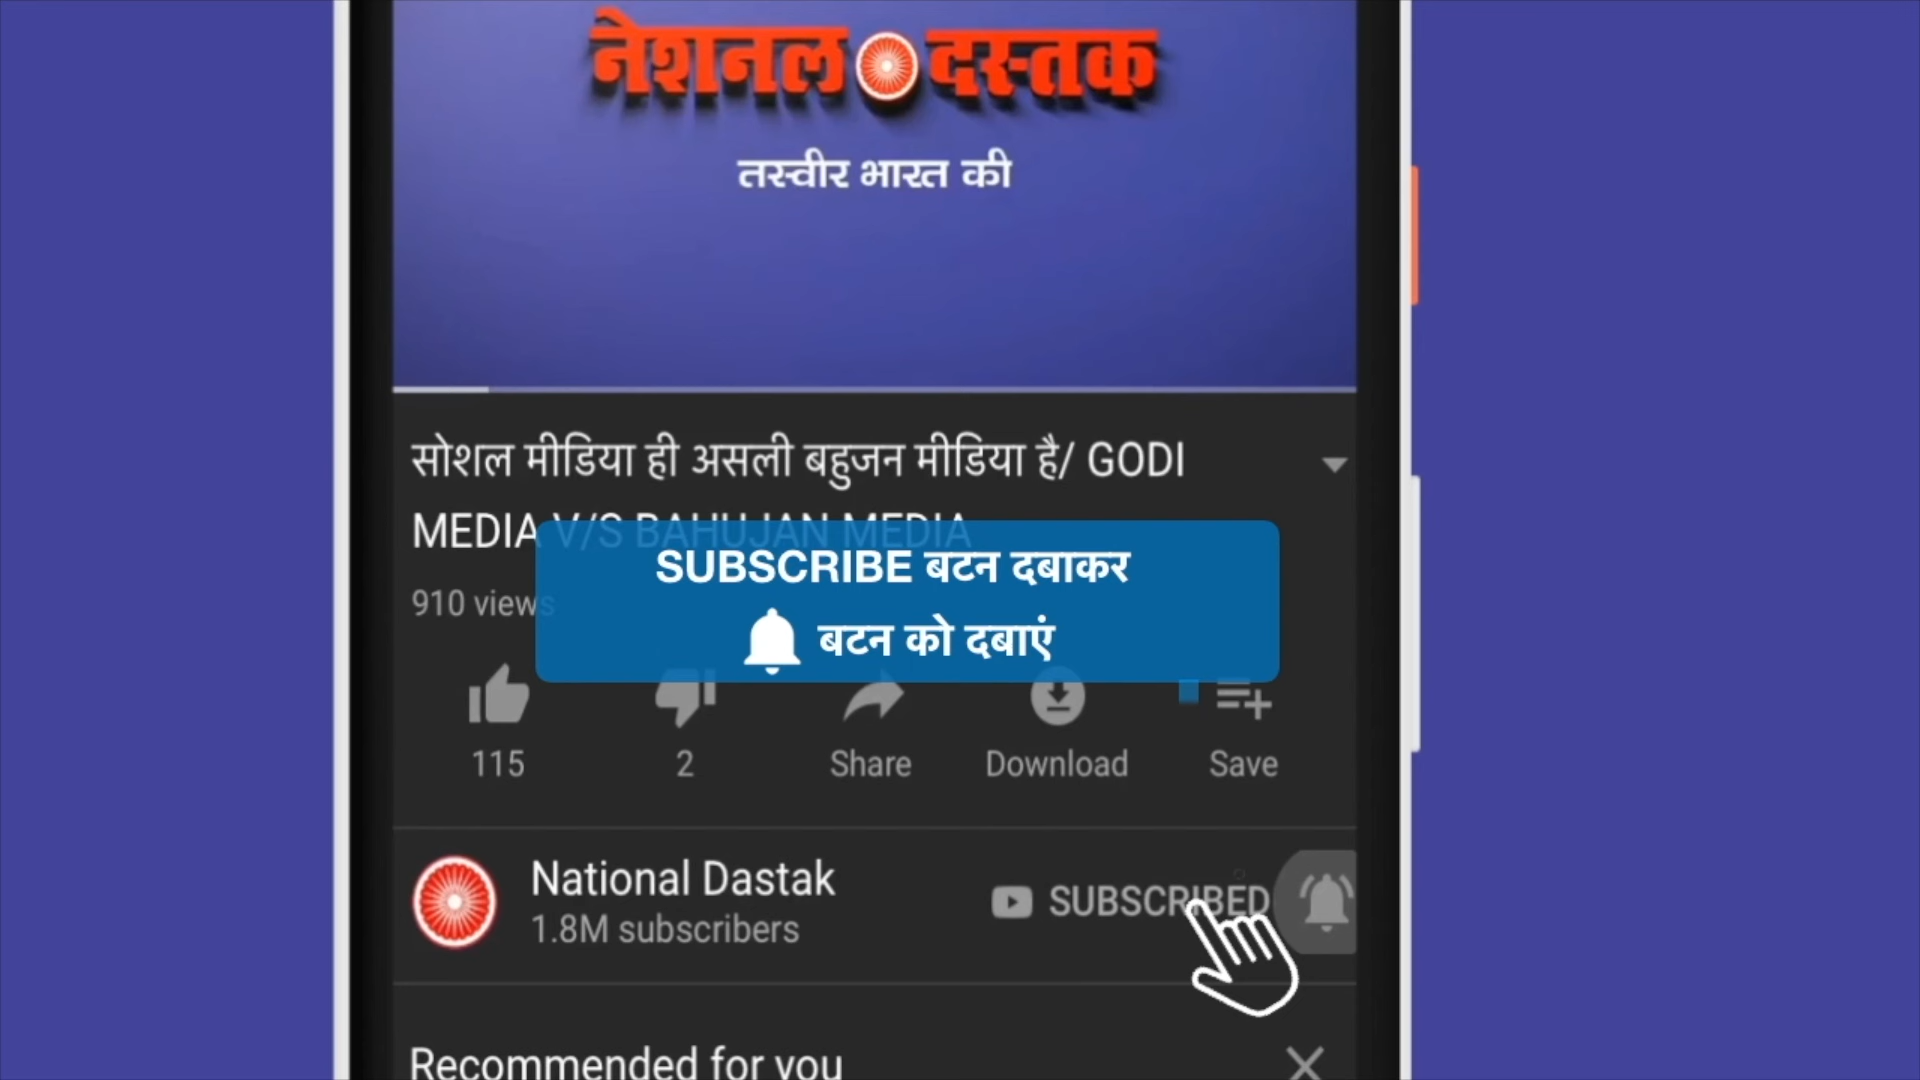 नेशनल दस्तक
तस्वीर भारत की
सोशल मीडिया ही असली बहुजन मीडिया है/ GODI
MEDIA V/S BAHUJAN MEDIA
SUBSCRIBE बटन दबाकर
बटन को दबाएं
910 views
115
2
Share
Download
Save
National Dastak
1.8M subscribers
SUBSCRIBED
Recommended for you